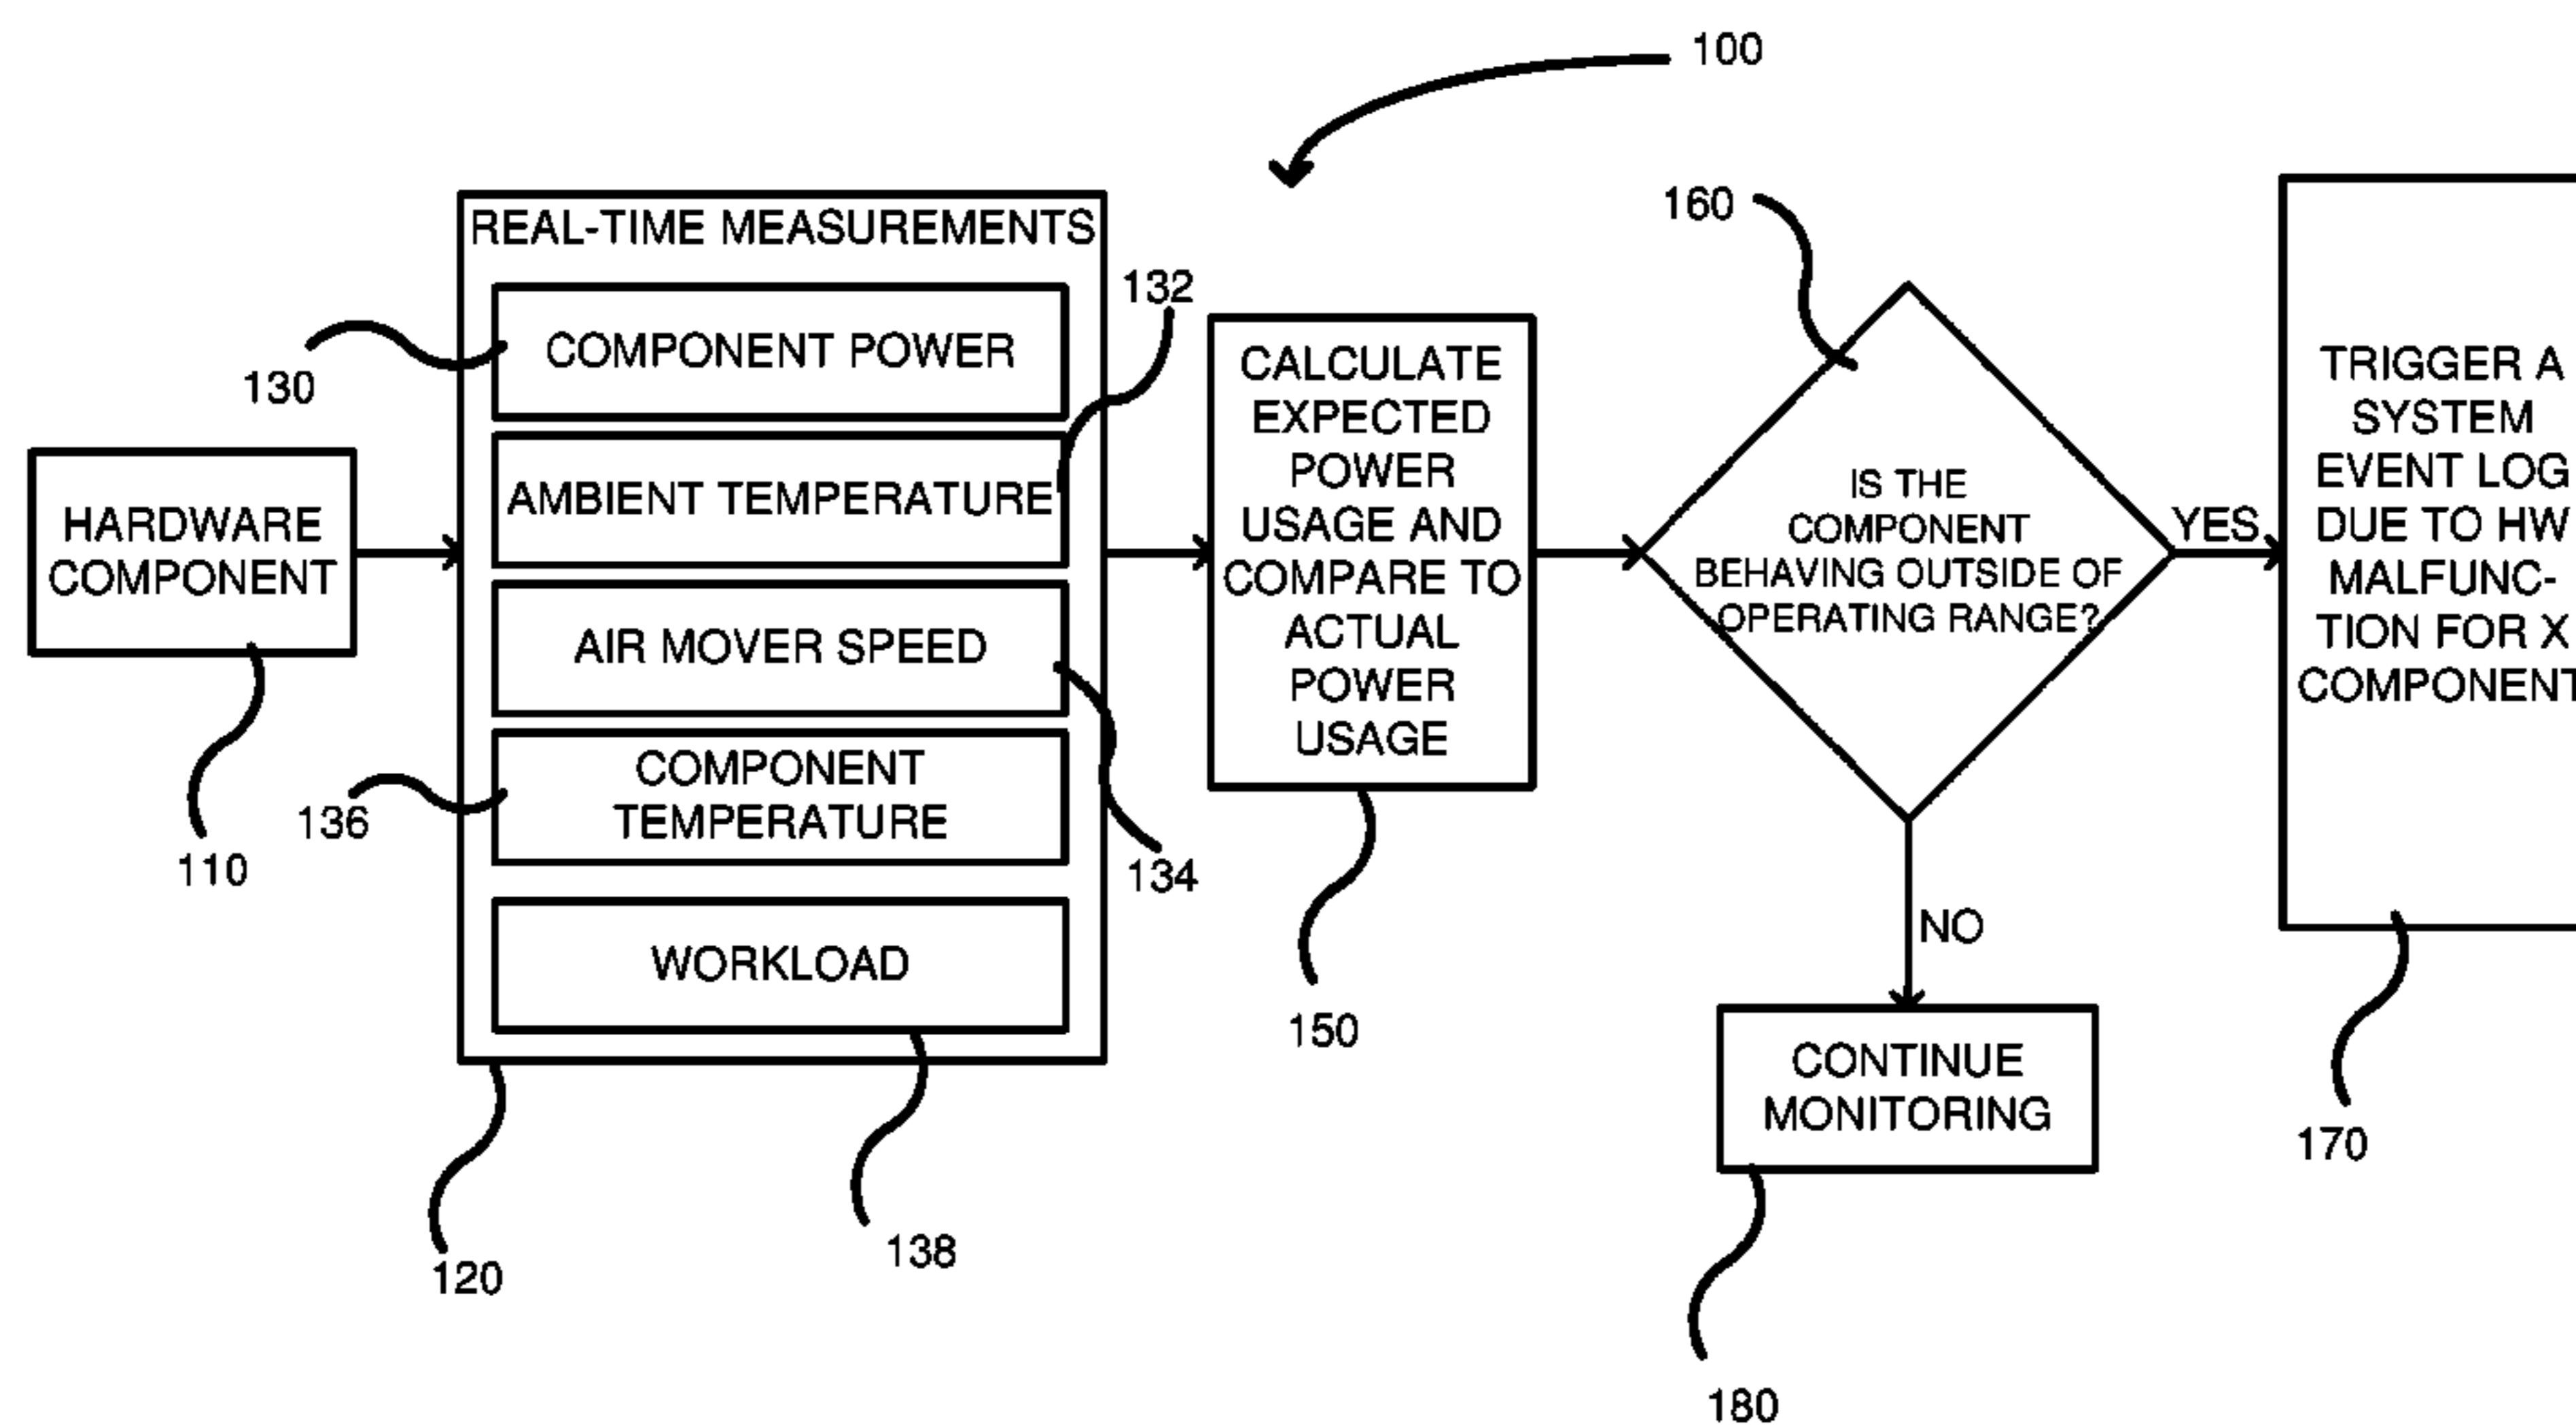 100
HARDWARE
COMPONENT
110
REAL-TIME MEASUREMENTS
COMPONENT POWER
130
AMBIENT TEMPERATURE
132
AIR MOVER SPEED
134
COMPONENT
TEMPERATURE
136
WORKLOAD
138
120
CALCULATE
EXPECTED
POWER
USAGE AND
COMPARE TO
ACTUAL
POWER
USAGE
150
160
IS THE
COMPONENT
BEHAVING OUTSIDE OF
OPERATING RANGE?
YES
NO
TRIGGER A
SYSTEM
EVENT LOG
DUE TO HW
MALFUNC-
TION FOR X
COMPONENT
170
CONTINUE
MONITORING
180